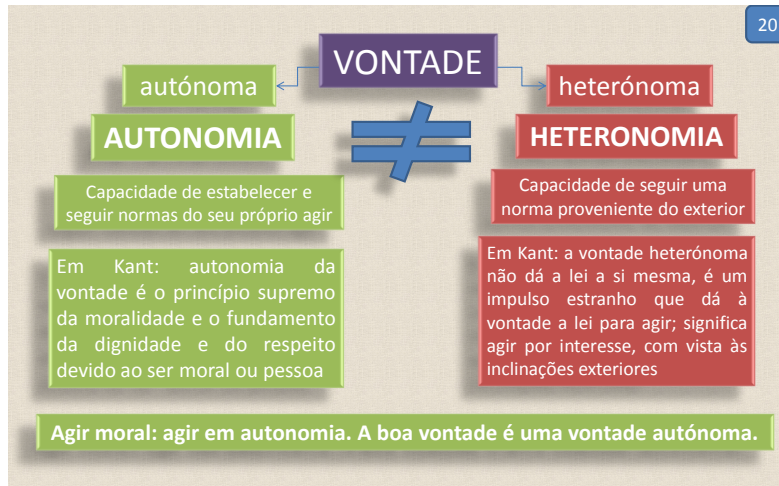 20
VONTADE
autónoma
heterónoma
AUTONOMIA
HETERONOMIA
Capacidade de estabelecer e
seguir normas do seu próprio agir
Capacidade de seguir uma
norma proveniente do exterior
Em Kant: autonomia da
vontade é o princípio supremo
da moralidade e o fundamento
da dignidade e do respeito
devido ao ser moral ou pessoa
Em Kant: a vontade heterónoma
não dá a lei a si mesma, é um
impulso estranho que dá à
vontade a lei para agir; significa
agir por interesse, com vista às
inclinações exteriores
Agir moral: agir em autonomia. A boa vontade é uma vontade autónoma.